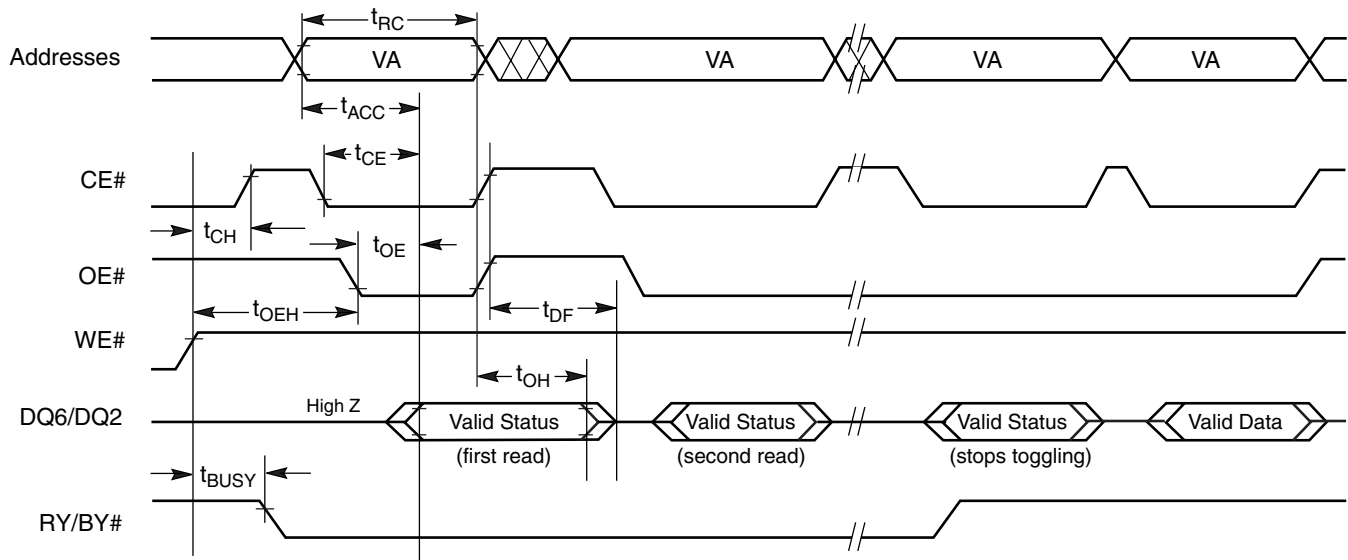 tRC
Addresses VA VA VA VA
tACC
tCE
CE#
tCH tOE
OE#
tOEH tDF
WE#
tOH
High Z
DQ6/DQ2 Valid Status Valid Status Valid Status Valid Data
(first read) (second read) (stops toggling)
tBUSY
RY/BY#